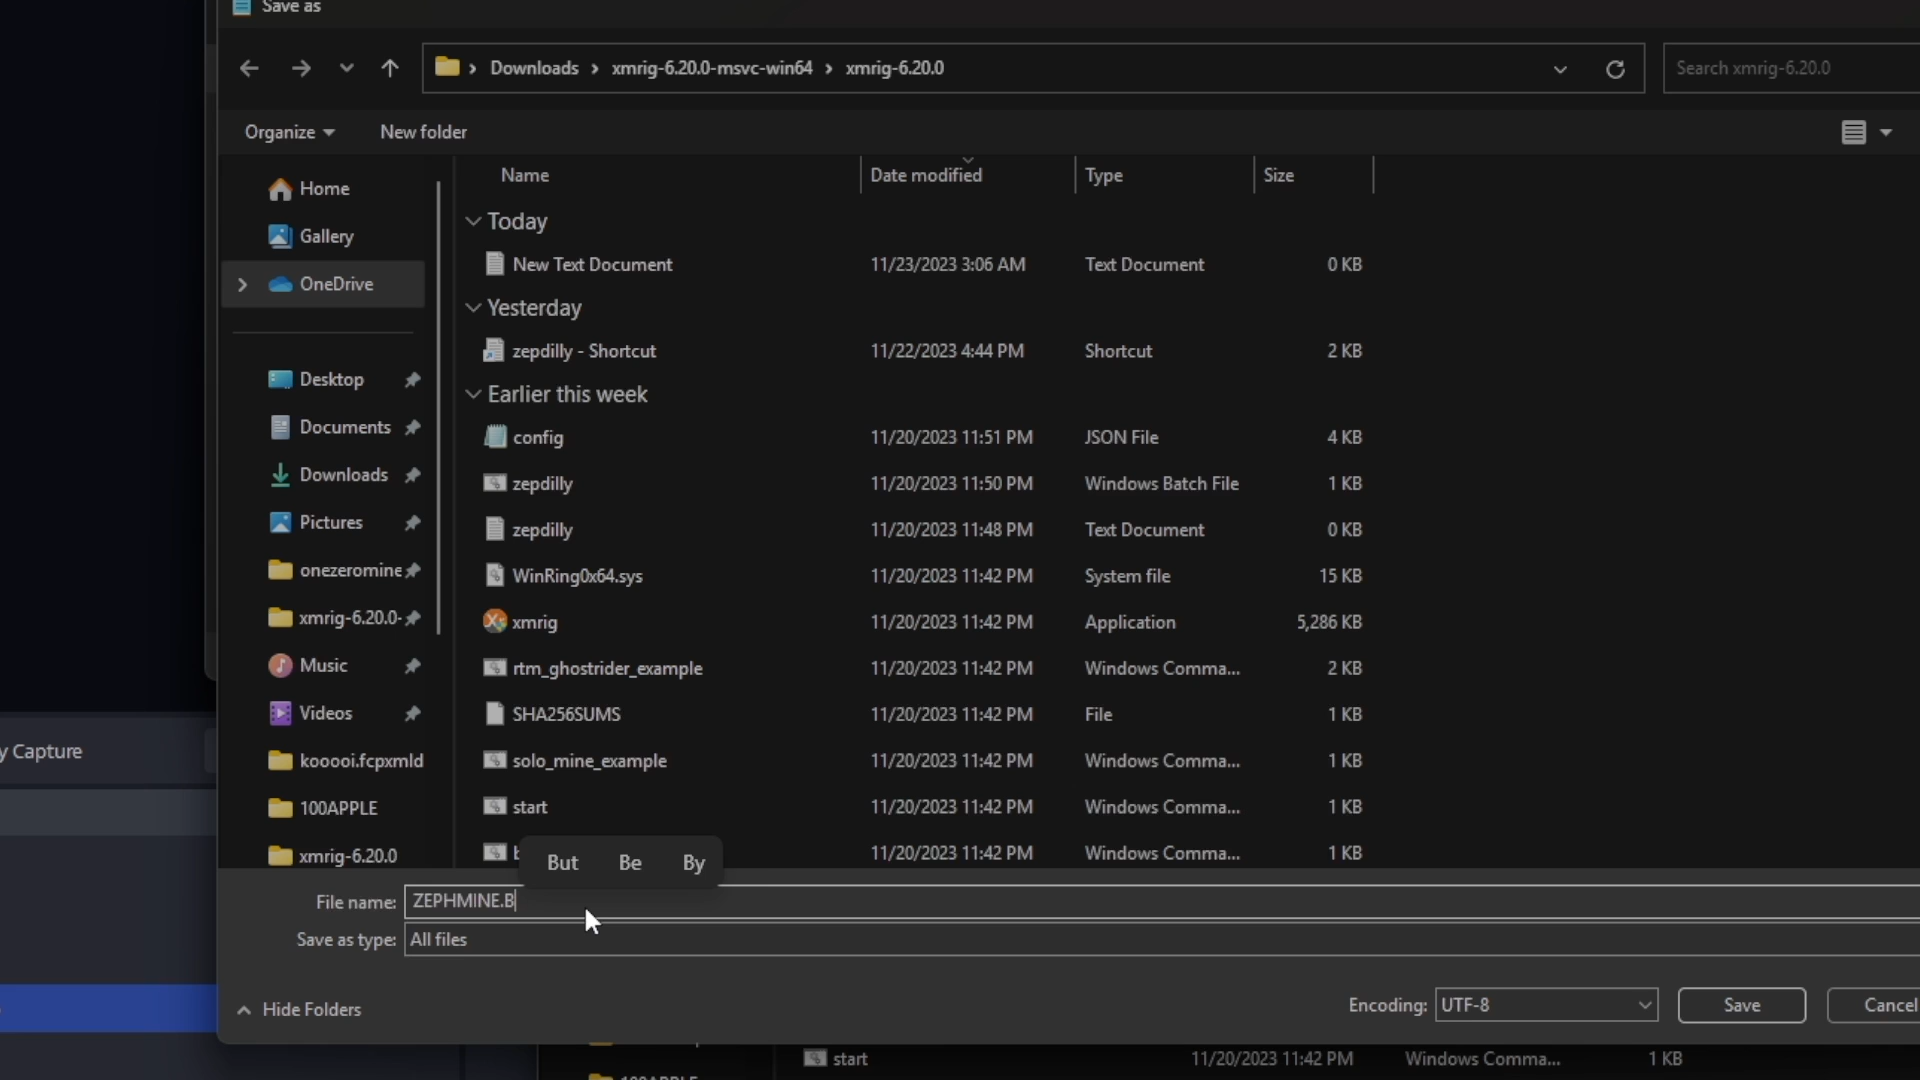 Save as
Downloads > xmrig-6.20.0-msvc-win64 > xmrig-6.20.0
Search xmrig-6.20.0
Organize
New folder
Home
Gallery
OneDrive
Desktop
Documents
Downloads
Pictures
onezeromine
xmrig-6.20.0-
Music
Videos
kooooi.fcpxmld
100APPLE
xmrig-6.20.0
Name Date modified Type Size
Today
New Text Document 11/23/2023 3:06 AM Text Document 0 KB
Yesterday
zepdilly - Shortcut 11/22/2023 4:44 PM Shortcut 2 KB
Earlier this week
config 11/20/2023 11:51 PM JSON File 4 KB
zepdilly 11/20/2023 11:50 PM Windows Batch File 1 KB
zepdilly 11/20/2023 11:48 PM Text Document 0 KB
WinRing0x64.sys 11/20/2023 11:42 PM System file 15 KB
xmrig 11/20/2023 11:42 PM Application 5,286 KB
rtm_ghostrider_example 11/20/2023 11:42 PM Windows Comma... 2 KB
SHA256SUMS 11/20/2023 11:42 PM File 1 KB
solo_mine_example 11/20/2023 11:42 PM Windows Comma... 1 KB
start 11/20/2023 11:42 PM Windows Comma... 1 KB
11/20/2023 11:42 PM Windows Comma... 1 KB
But Be By
File name: ZEPHMINE.B
Save as type: All files
Hide Folders
Encoding: UTF-8
Save
Cancel
y Capture
start 11/20/2023 11:42 PM Windows Comma... 1 KB